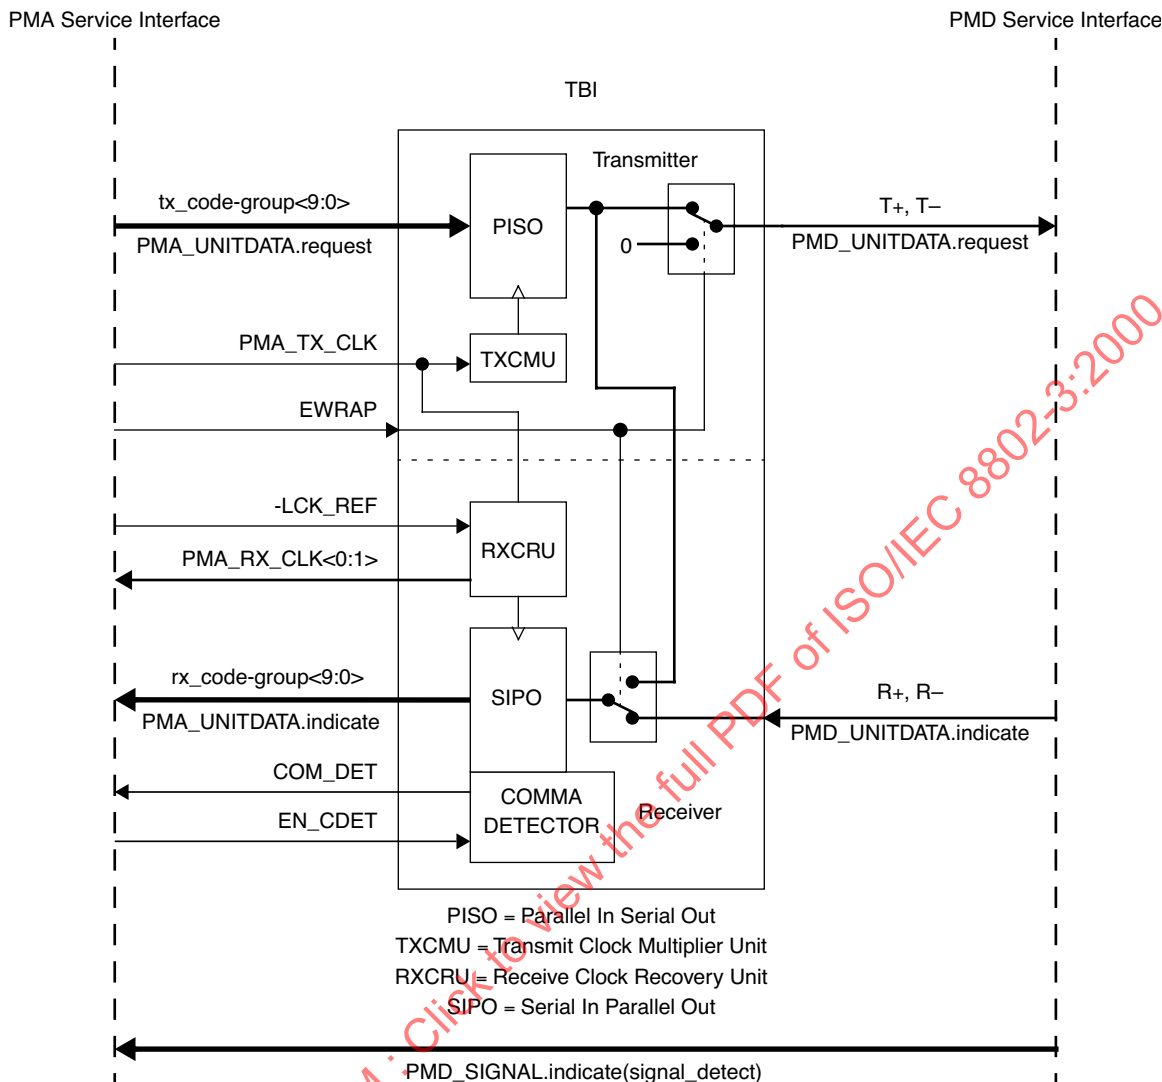 PMA Service Interface
PMD Service Interface
TBI
Transmitter
tx_code-group<9:0>
PMA_UNITDATA.request
PISO
0
T+, T–
PMD_UNITDATA.request
PMA_TX_CLK
TXCMU
EWRAP
-LCK_REF
RXCRU
PMA_RX_CLK<0:1>
rx_code-group<9:0>
PMA_UNITDATA.indicate
SIPO
R+, R–
PMD_UNITDATA.indicate
COM_DET
EN_CDET
COMMA
DETECTOR
Receiver
PISO = Parallel In Serial Out
TXCMU = Transmit Clock Multiplier Unit
RXCRU = Receive Clock Recovery Unit
SIPO = Serial In Parallel Out
PMD_SIGNAL.indicate(signal_detect)
: Click to view the full PDF of ISO/IEC 8802-3:2000